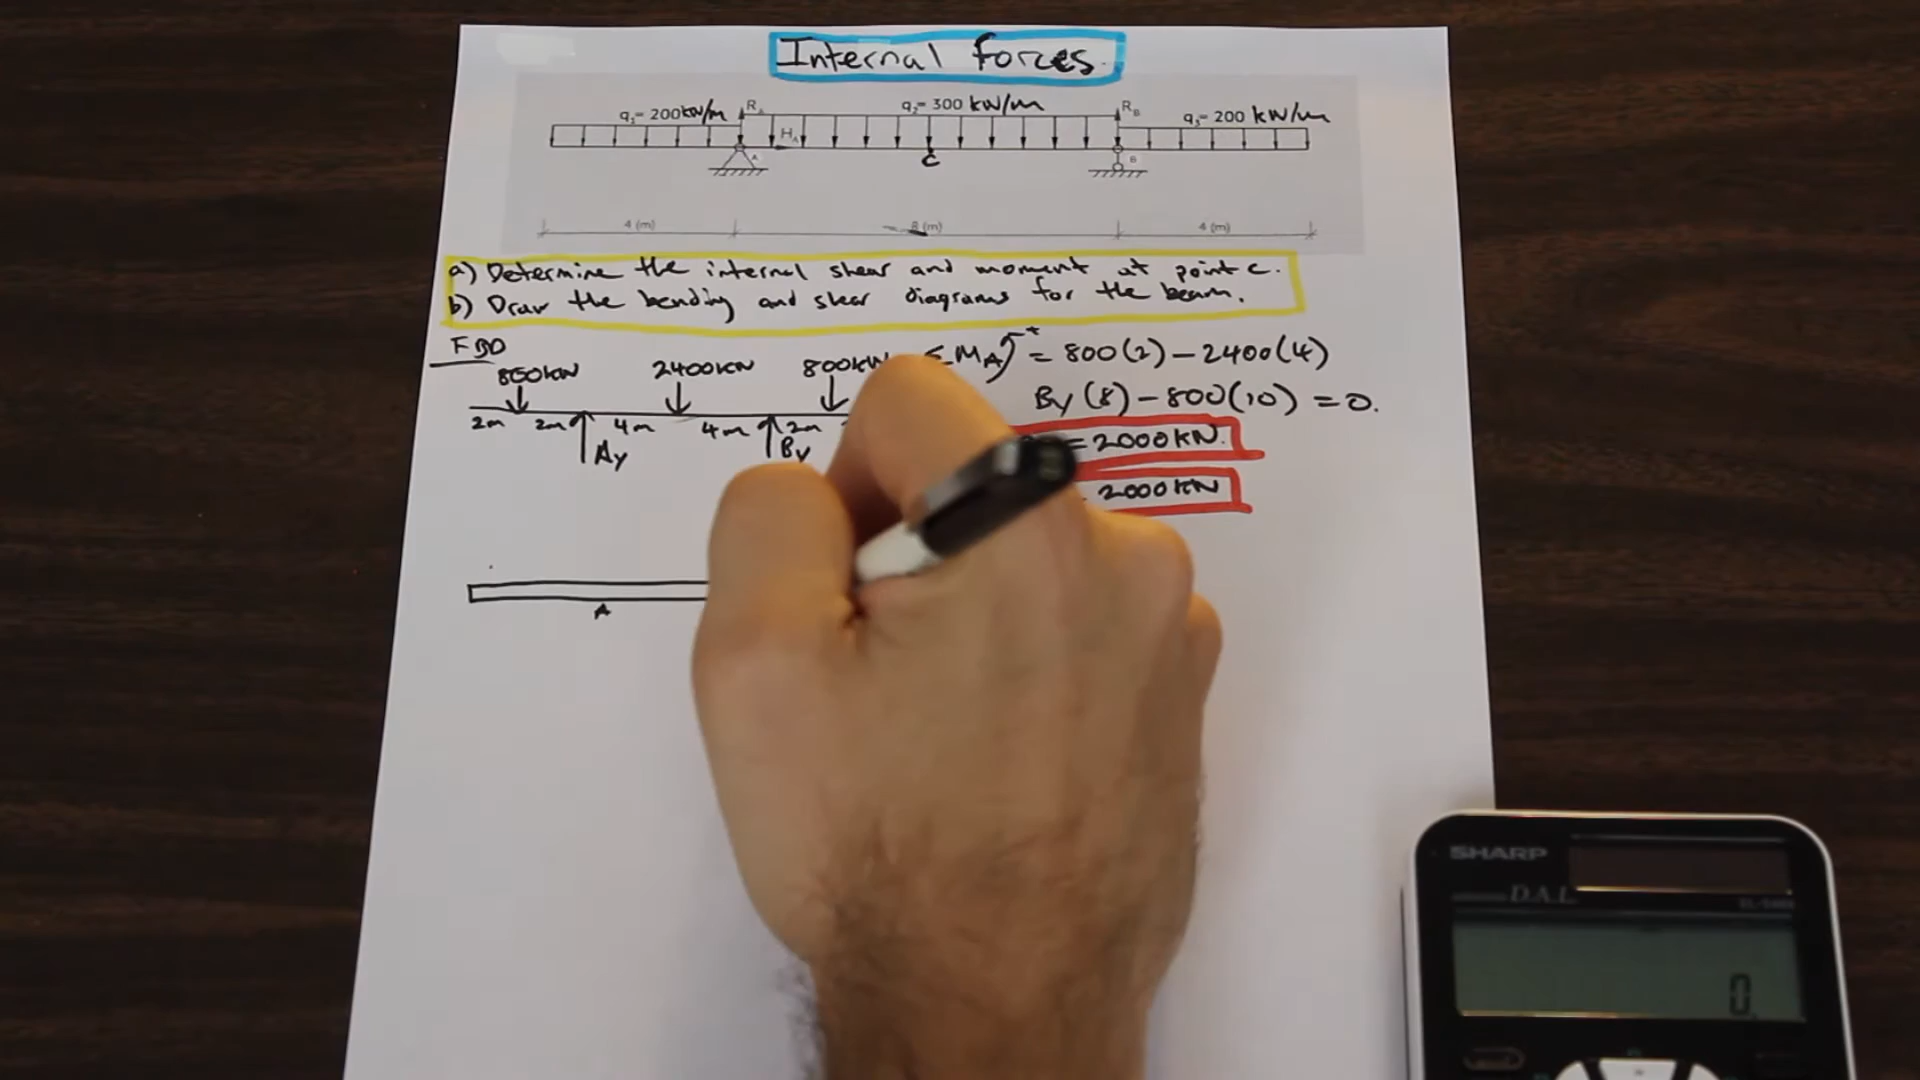 Internal Forces.
q₁= 200 kN/m R_A q₂= 300 kN/m R_B q₃= 200 kN/m
H_A
A C B
4 (m) 8 (m) 4 (m)
a) Determine the internal shear and moment at point c.
b) Draw the bending and shear diagrams for the beam.
FBD
800KN 2400KN 800KN
2m 2m 4m 4m 2m
Ay By
ΣM_A + = 800(2) - 2400(4)
By (8) - 800(10) = 0.
= 2000KN.
2000KN
A
SHARP
D.A.L.
0